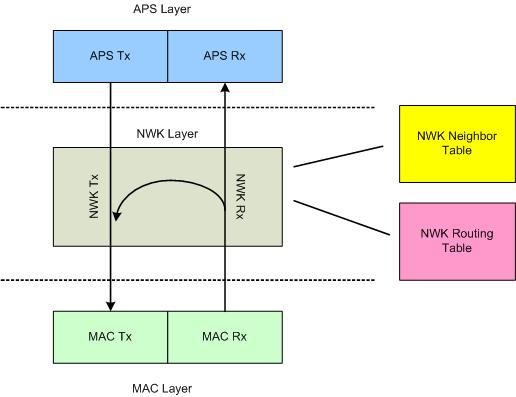 APS Layer
APS Tx
APS Rx
NWK Layer
NWK Tx
NWK Rx
NWK Neighbor
Table
NWK Routing
Table
MAC Tx
MAC Rx
MAC Layer